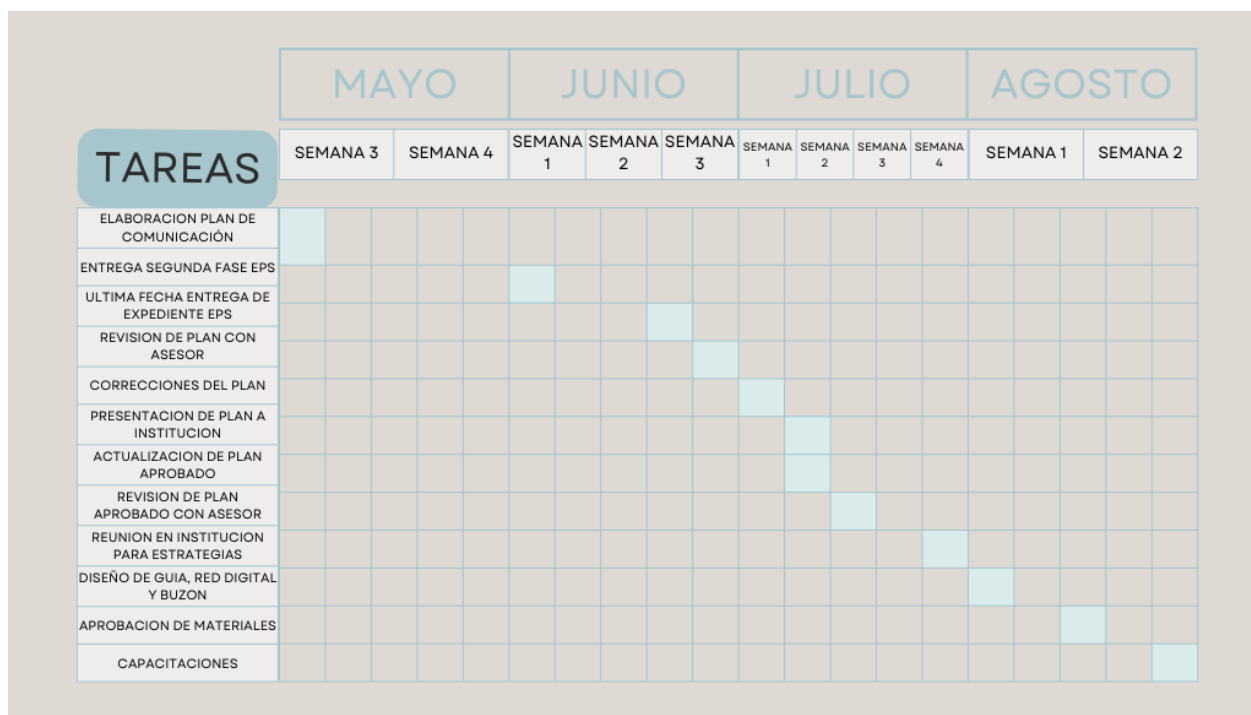 MAYO JUNIO JULIO AGOSTO
TAREAS
SEMANA 3 SEMANA 4 SEMANA SEMANA SEMANA SEMANA SEMANA SEMANA SEMANA SEMANA 1 SEMANA 2
1 2 3 1 2 3 4
ELABORACION PLAN DE
COMUNICACIÓN
ENTREGA SEGUNDA FASE EPS
ULTIMA FECHA ENTREGA DE
EXPEDIENTE EPS
REVISION DE PLAN CON
ASESOR
CORRECCIONES DEL PLAN
PRESENTACION DE PLAN A
INSTITUCION
ACTUALIZACION DE PLAN
APROBADO
REVISION DE PLAN
APROBADO CON ASESOR
REUNION EN INSTITUCION
PARA ESTRATEGIAS
DISEÑO DE GUIA, RED DIGITAL
Y BUZON
APROBACION DE MATERIALES
CAPACITACIONES